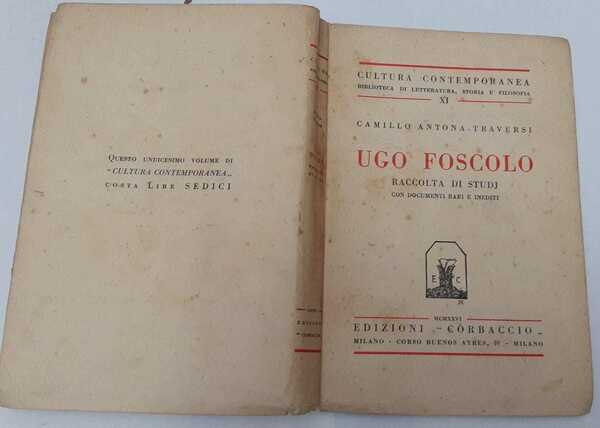 QUESTO UNDICESIMO VOLUME DI
"CULTURA CONTEMPORANEA„
COSTA LIRE SEDICI
CULTURA CONTEMPORANEA
BIBLIOTECA DI LETTERATURA, STORIA E FILOSOFIA
XI
CAMILLO ANTONA-TRAVERSI
UGO FOSCOLO
RACCOLTA DI STUDJ
CON DOCUMENTI RARI E INEDITI
E C
MCMXXVI
EDIZIONI "CORBACCIO„
MILANO - CORSO BUENOS AYRES, - MILANO